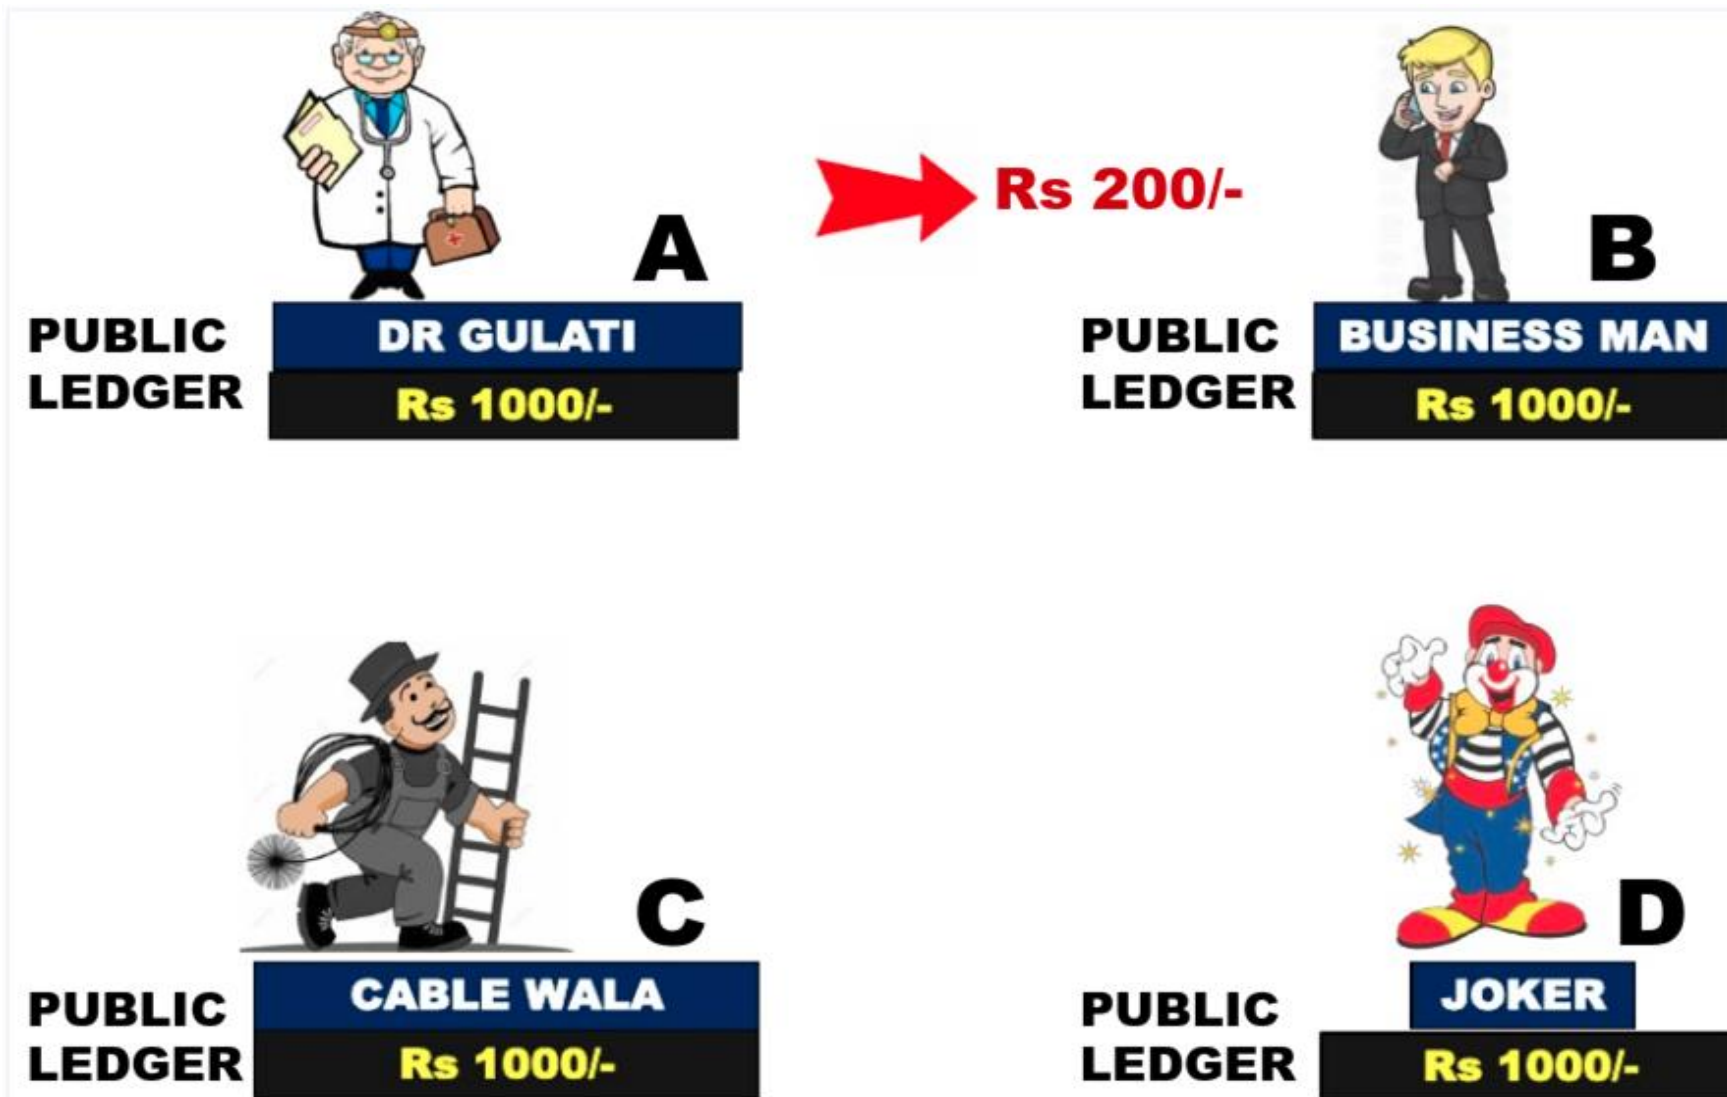 A
Rs 200/-
B
PUBLIC LEDGER
DR GULATI
Rs 1000/-
PUBLIC LEDGER
BUSINESS MAN
Rs 1000/-
C
D
PUBLIC LEDGER
CABLE WALA
Rs 1000/-
PUBLIC LEDGER
JOKER
Rs 1000/-